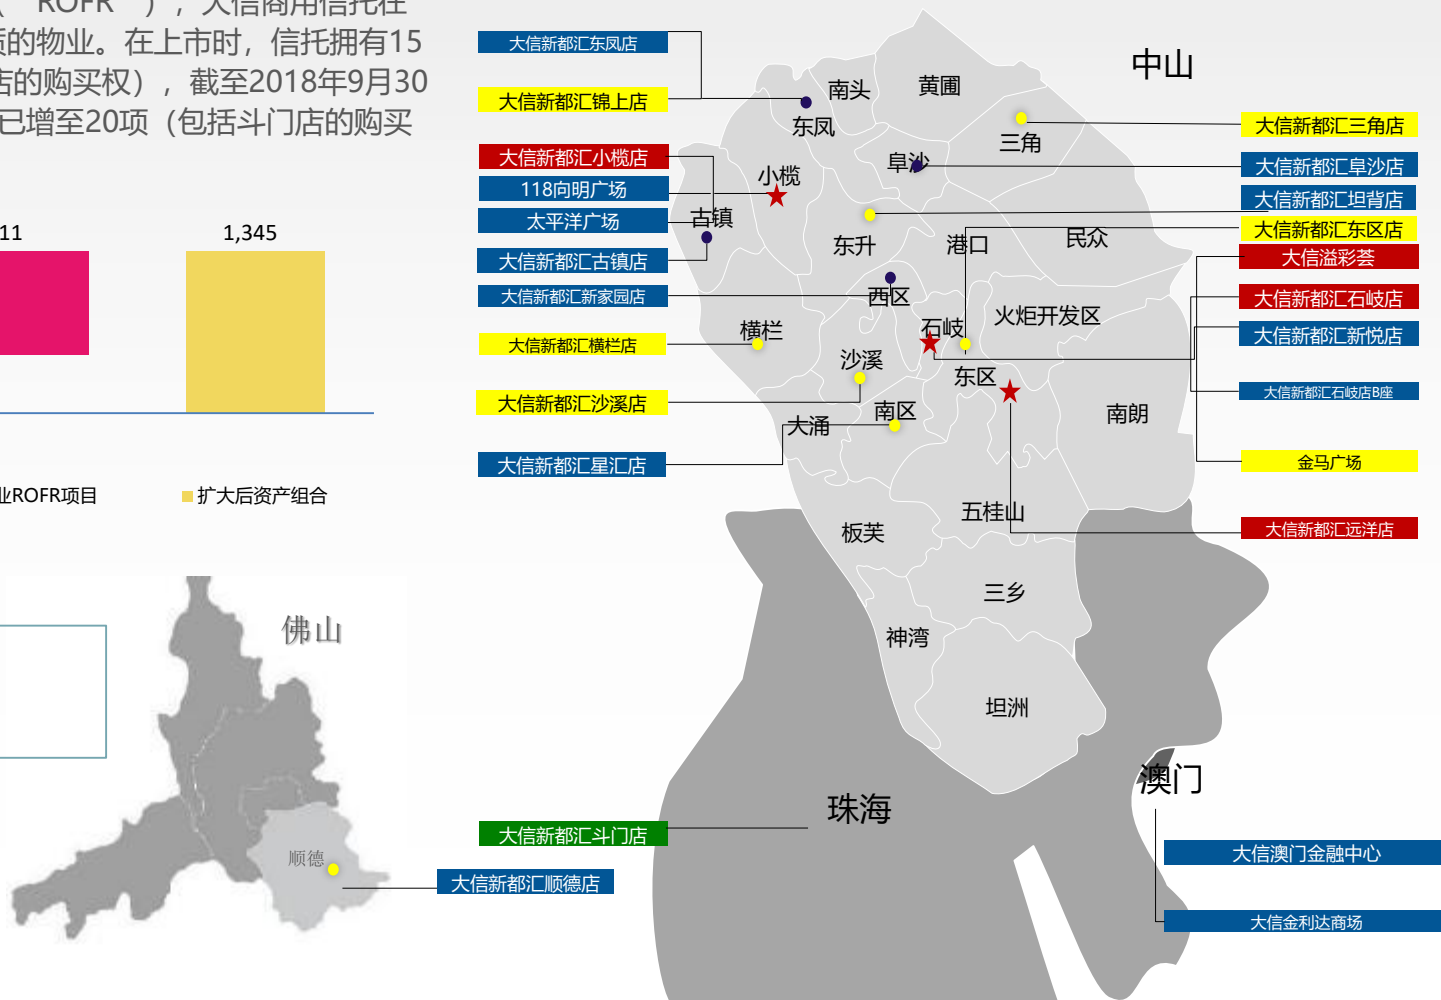 （“ROFR”），大信商用信托在
质的物业。在上市时，信托拥有15
店的购买权），截至2018年9月30
已增至20项（包括斗门店的购买
11
1,345
业ROFR项目
扩大后资产组合
佛山
顺德
大信新都汇顺德店
中山
大信新都汇东凤店
大信新都汇锦上店
大信新都汇小榄店
118向明广场
太平洋广场
大信新都汇古镇店
大信新都汇新家园店
大信新都汇横栏店
大信新都汇沙溪店
大信新都汇星汇店
大信新都汇斗门店
南头
黄圃
东凤
三角
阜沙
小榄
古镇
东升
港口
民众
西区
火炬开发区
石岐
横栏
沙溪
东区
南区
南朗
大涌
五桂山
板芙
三乡
神湾
坦洲
珠海
澳门
大信新都汇三角店
大信新都汇阜沙店
大信新都汇坦背店
大信新都汇东区店
大信溢彩荟
大信新都汇石岐店
大信新都汇新悦店
大信新都汇石岐店B座
金马广场
大信新都汇远洋店
大信澳门金融中心
大信金利达商场